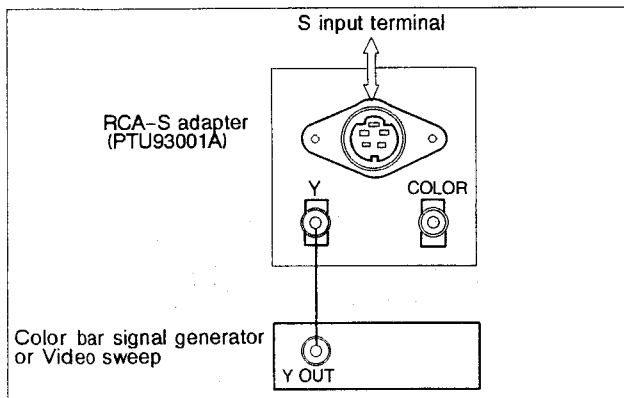 S input terminal
RCA-S adapter
(PTU93001A)
Y
COLOR
Color bar signal generator
or Video sweep
Y OUT